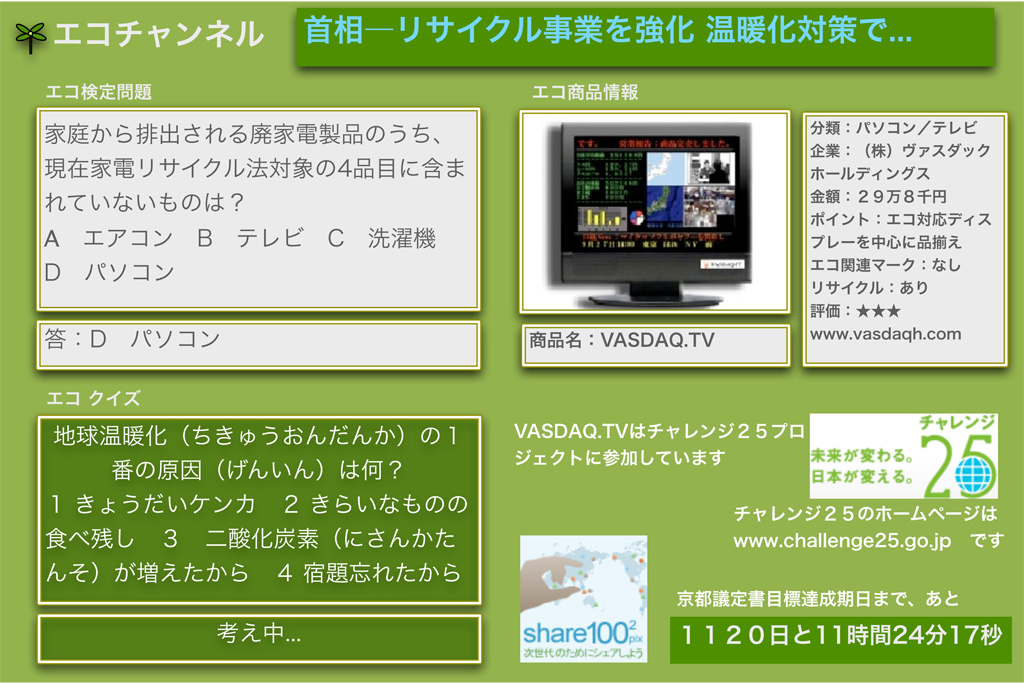 エコチャンネル
首相―リサイクル事業を強化 温暖化対策で...
エコ検定問題
家庭から排出される廃家電製品のうち、
現在家電リサイクル法対象の4品目に含ま
れていないものは？
A　エアコン　B　テレビ　C　洗濯機
D　パソコン
答：D　パソコン
エコ クイズ
地球温暖化（ちきゅうおんだんか）の１
番の原因（げんいん）は何？
１ きょうだいケンカ　２ きらいなものの
食べ残し　３　二酸化炭素（にさんかた
んそ）が増えたから　４ 宿題忘れたから
考え中...
エコ商品情報
です。
商品名：VASDAQ.TV
分類：パソコン／テレビ
企業：（株）ヴァスダック
ホールディングス
金額：２９万８千円
ポイント：エコ対応ディス
プレーを中心に品揃え
エコ関連マーク：なし
リサイクル：あり
評価：★★★
www.vasdaqh.com
VASDAQ.TVはチャレンジ２５プロ
ジェクトに参加しています
チャレンジ
25
未来が変わる。
日本が変える。
チャレンジ２５のホームページは
www.challenge25.go.jp　です
share100²pix
次世代のためにシェアしよう
京都議定書目標達成期日まで、あと
１１２０日と11時間24分17秒